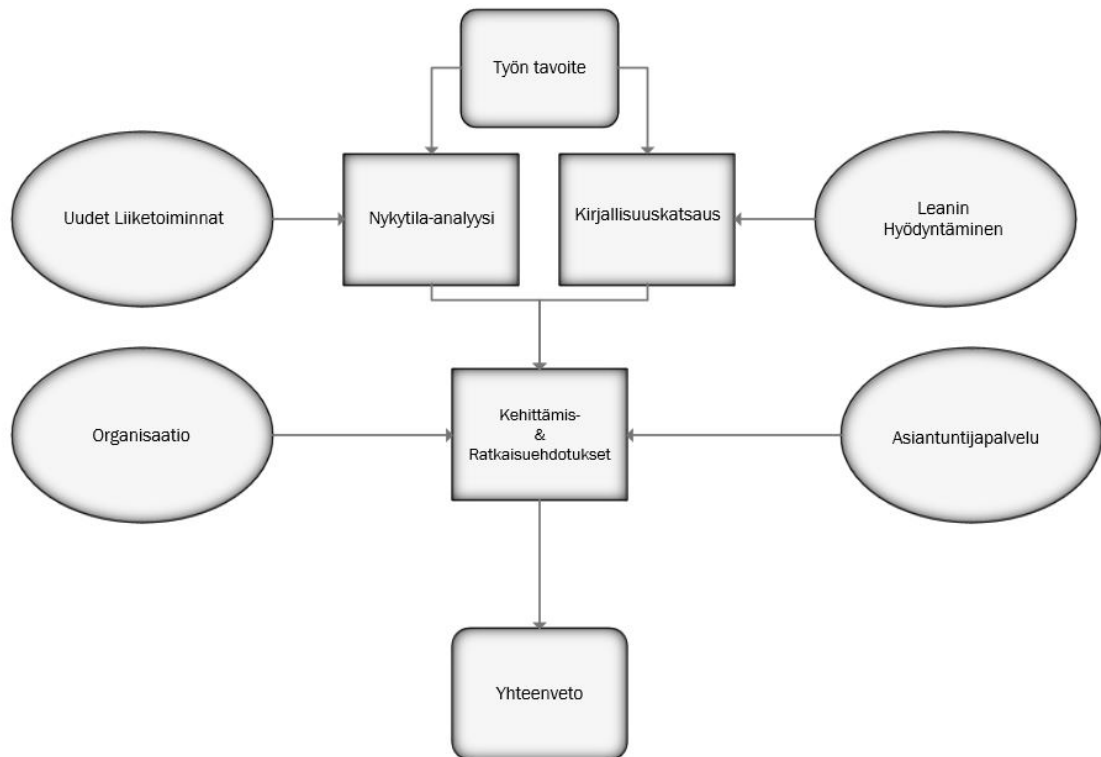 Työn tavoite
Uudet Liiketoiminnat
Nykytila-analyysi
Kirjallisuuskatsaus
Leanin
Hyödyntäminen
Organisaatio
Kehittämis-
&
Ratkaisuehdotukset
Asiantuntijapalvelu
Yhteenveto